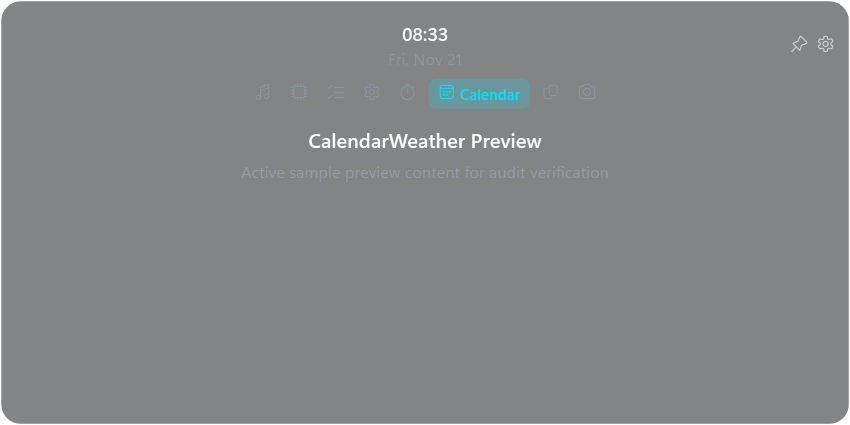 08:33
Fri, Nov 21
Calendar
CalendarWeather Preview
Active sample preview content for audit verification